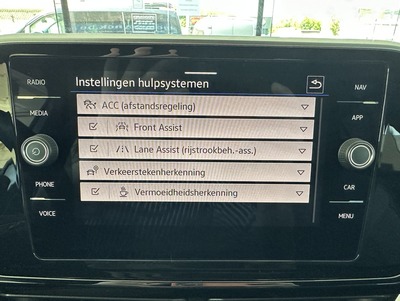 Instellingen hulpsystemen
RADIO
MEDIA
PHONE
VOICE
ACC (afstandsregeling)
Front Assist
Lane Assist (rijstrookbeh.-ass.)
Verkeerstekenherkenning
Vermoeidheidsherkenning
NAV
APP
CAR
MENU